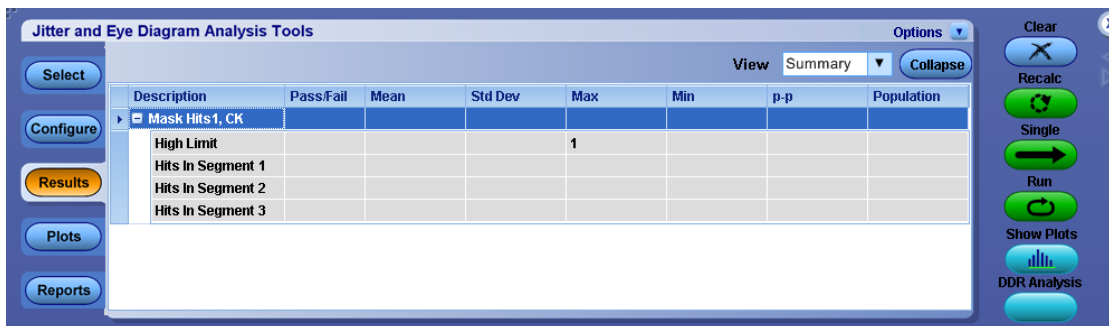 Jitter and Eye Diagram Analysis Tools
Options
Clear
View Summary Collapse
Select
Recalc
Description Pass/Fail Mean Std Dev Max Min p-p Population
Mask Hits1, CK
Configure
Single
High Limit 1
Hits In Segment 1
Results
Run
Hits In Segment 2
Hits In Segment 3
Plots
Show Plots
DDR Analysis
Reports